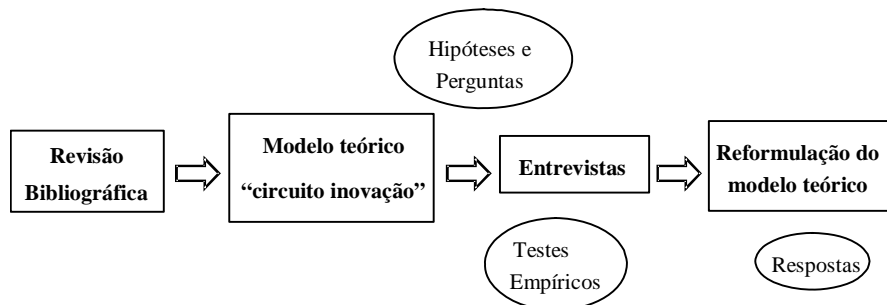 Hipóteses e
Perguntas
Revisão
Bibliográfica
Modelo teórico
“circuito inovação”
Entrevistas
Reformulação do
modelo teórico
Testes
Empíricos
Respostas